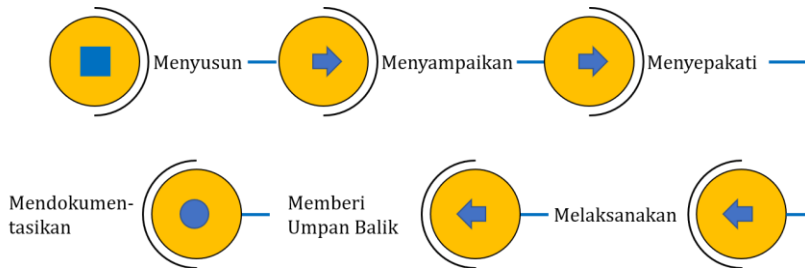 Menyusun
Menyampaikan
Menyepakati
Melaksanakan
Memberi
Umpan Balik
Mendokumen-
tasikan